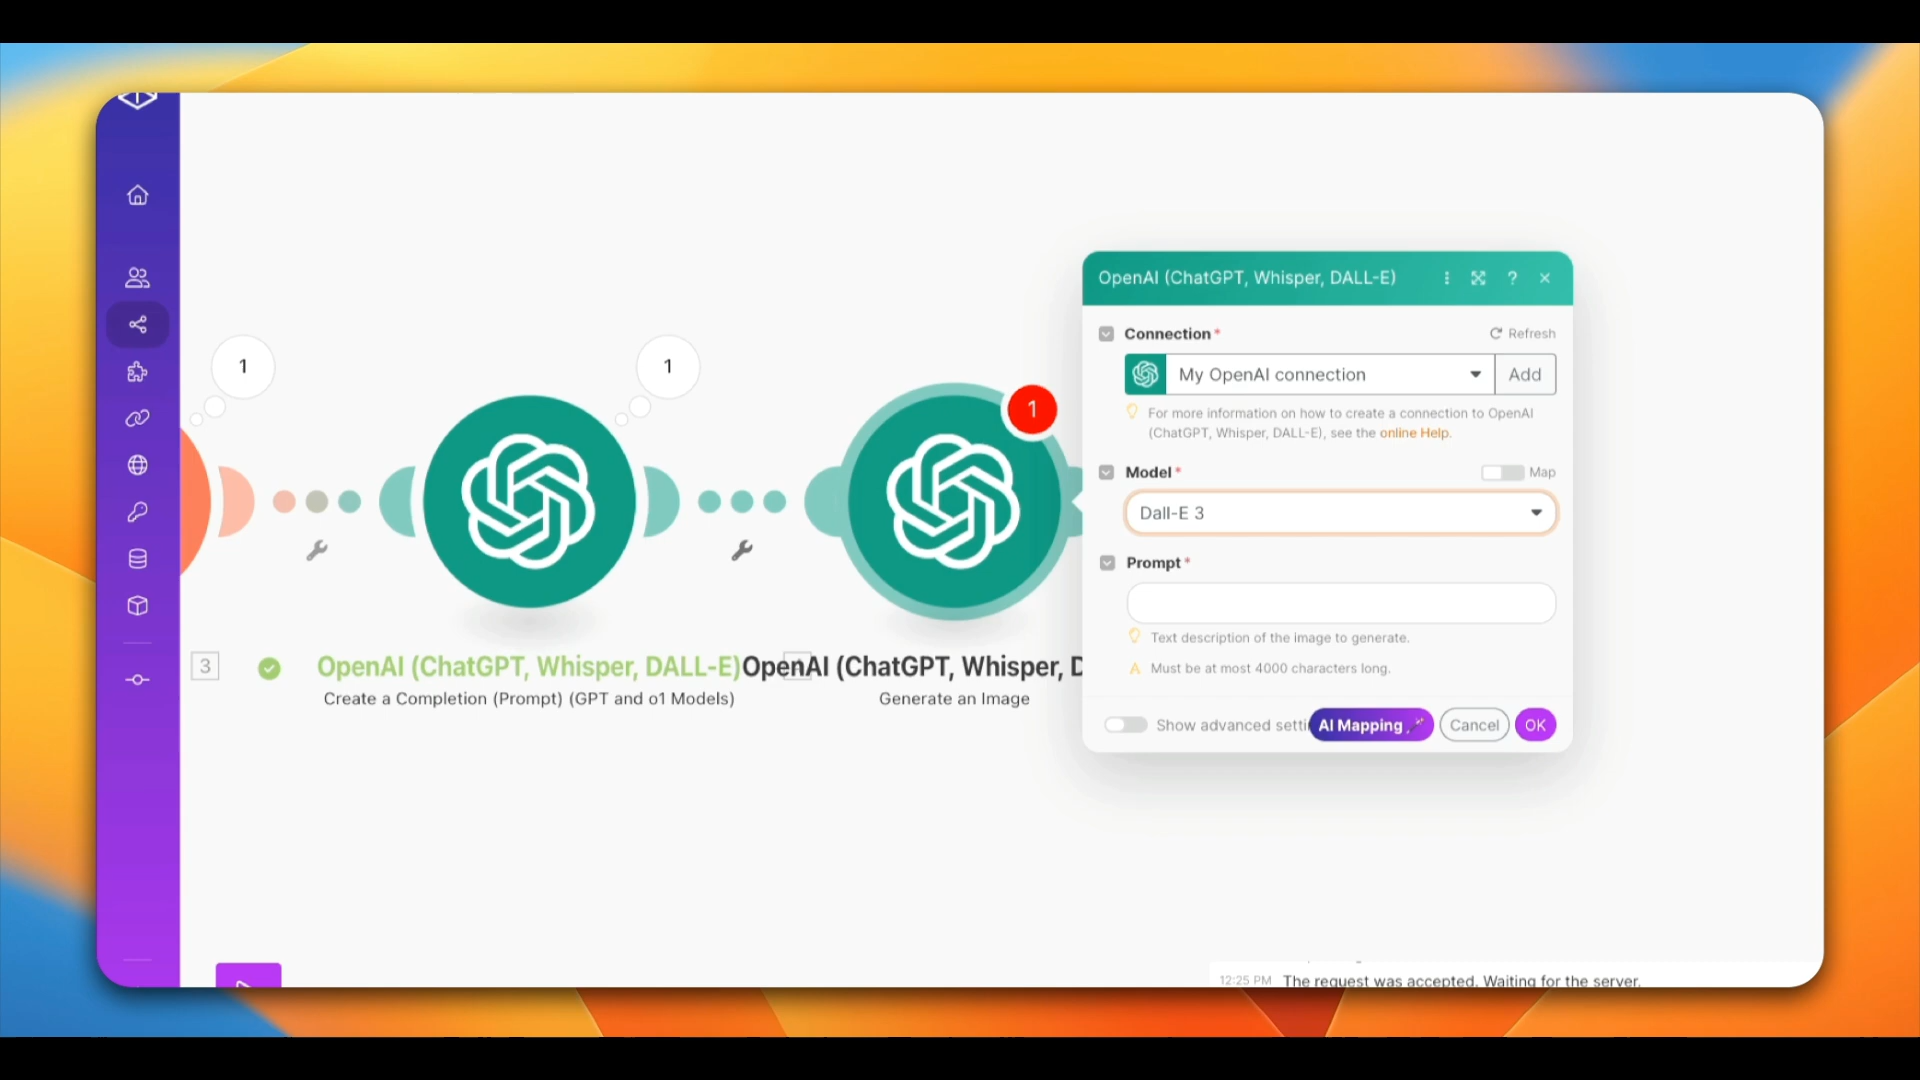 1
1
1
3
OpenAI (ChatGPT, Whisper, DALL-E)
Create a Completion (Prompt) (GPT and o1 Models)
OpenAI (ChatGPT, Whisper, D
Generate an Image
OpenAI (ChatGPT, Whisper, DALL-E)
?
Connection *
Refresh
My OpenAI connection
Add
For more information on how to create a connection to OpenAI
(ChatGPT, Whisper, DALL-E), see the online Help.
Model *
Map
Dall-E 3
Prompt *
Text description of the image to generate.
A Must be at most 4000 characters long.
Show advanced setti
AI Mapping
Cancel
OK
12:25 PM The request was accepted. Waiting for the server.